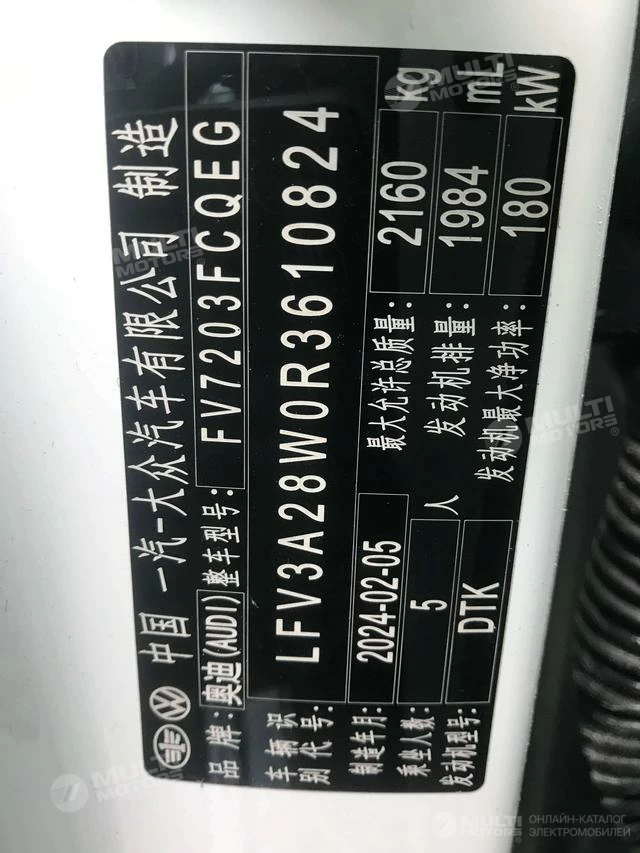 中国 一汽-大众汽车有限公司 制造
品牌: 奥迪(AUDI) 整车型号: FV7203FCQEG
车辆识别代号: LFV3A28W0R3610824
制造年月: 2024-02-05 最大允许总质量: 2160 kg
乘坐人数: 5 人 发动机排量: 1984 mL
发动机型号: DTK 发动机最大净功率: 180 kW
MULTI MOTORS
MULTI MOTORS
MULTI MOTORS
MULTI MOTORS
MULTI MOTORS
ОНЛАЙН-КАТАЛОГ
ЭЛЕКТРОМОБИЛЕЙ